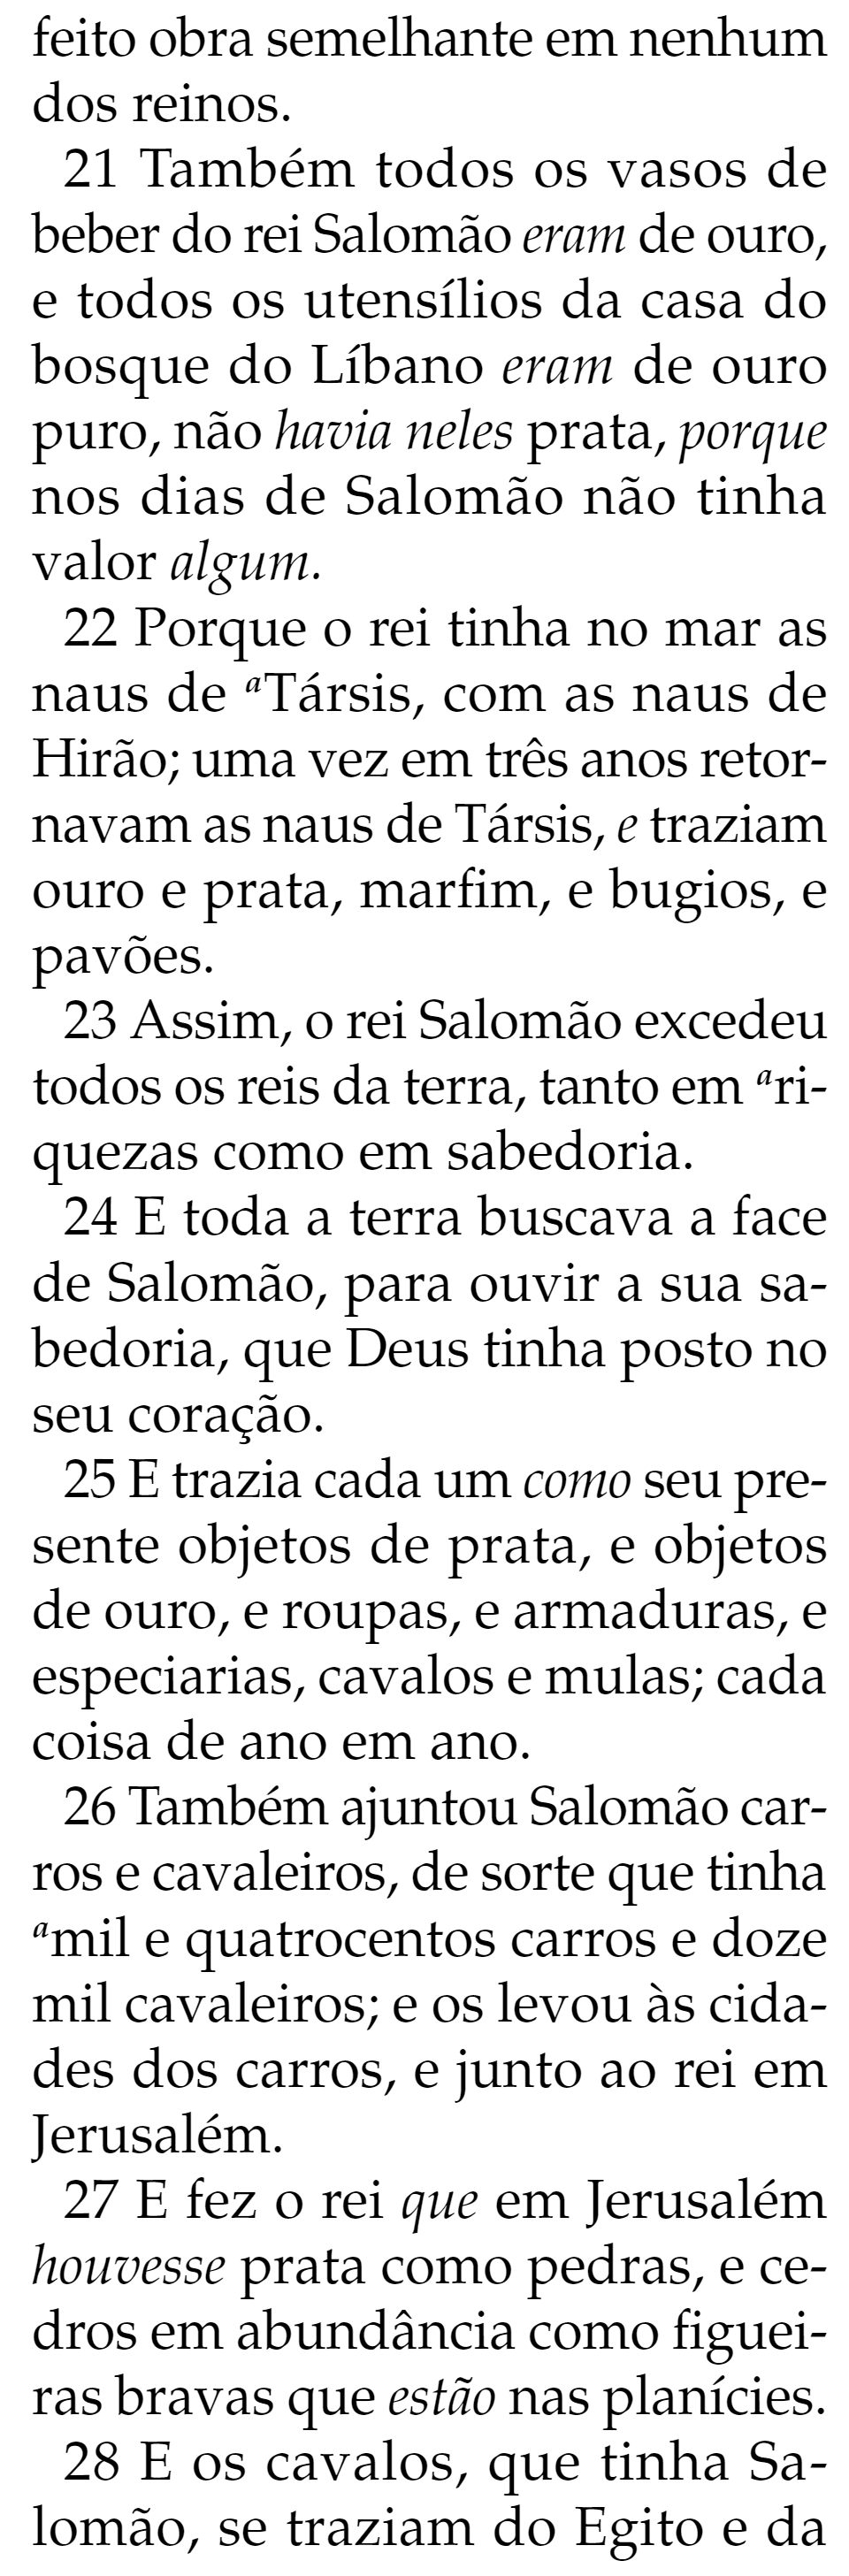 feito obra semelhante em nenhum
dos reinos.
21 Também todos os vasos de
beber do rei Salomão eram de ouro,
e todos os utensílios da casa do
bosque do Líbano eram de ouro
puro, não havia neles prata, porque
nos dias de Salomão não tinha
valor algum.
22 Porque o rei tinha no mar as
naus de ᵃTársis, com as naus de
Hirão; uma vez em três anos retor-
navam as naus de Társis, e traziam
ouro e prata, marfim, e bugios, e
pavões.
23 Assim, o rei Salomão excedeu
todos os reis da terra, tanto em ᵃri-
quezas como em sabedoria.
24 E toda a terra buscava a face
de Salomão, para ouvir a sua sa-
bedoria, que Deus tinha posto no
seu coração.
25 E trazia cada um como seu pre-
sente objetos de prata, e objetos
de ouro, e roupas, e armaduras, e
especiarias, cavalos e mulas; cada
coisa de ano em ano.
26 Também ajuntou Salomão car-
ros e cavaleiros, de sorte que tinha
ᵃmil e quatrocentos carros e doze
mil cavaleiros; e os levou às cida-
des dos carros, e junto ao rei em
Jerusalém.
27 E fez o rei que em Jerusalém
houvesse prata como pedras, e ce-
dros em abundância como figuei-
ras bravas que estão nas planícies.
28 E os cavalos, que tinha Sa-
lomão, se traziam do Egito e da